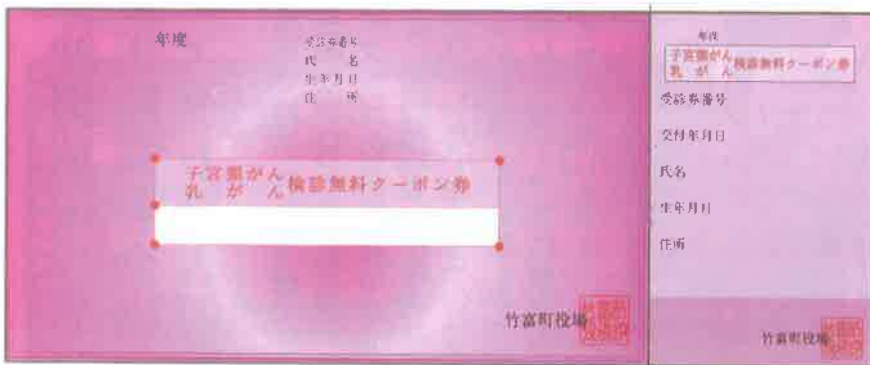 年度
受診券番号
氏　　名
生年月日
住　　所
子宮頸がん
乳　が　ん
検診無料クーポン券
竹富町役場
年度
子宮頸がん
乳　が　ん
検診無料クーポン券
受診券番号
交付年月日
氏名
生年月日
住所
竹富町役場